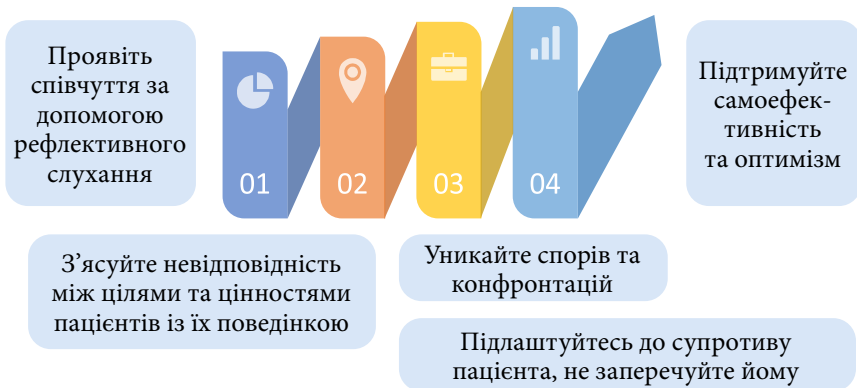 Проявіть
співчуття за
допомогою
рефлективного
слухання
01
02
03
04
Підтримуйте
самоефек-
тивність
та оптимізм
З’ясуйте невідповідність
між цілями та цінностями
пацієнтів із їх поведінкою
Уникайте спорів та
конфронтацій
Підлаштуйтесь до супротиву
пацієнта, не заперечуйте йому